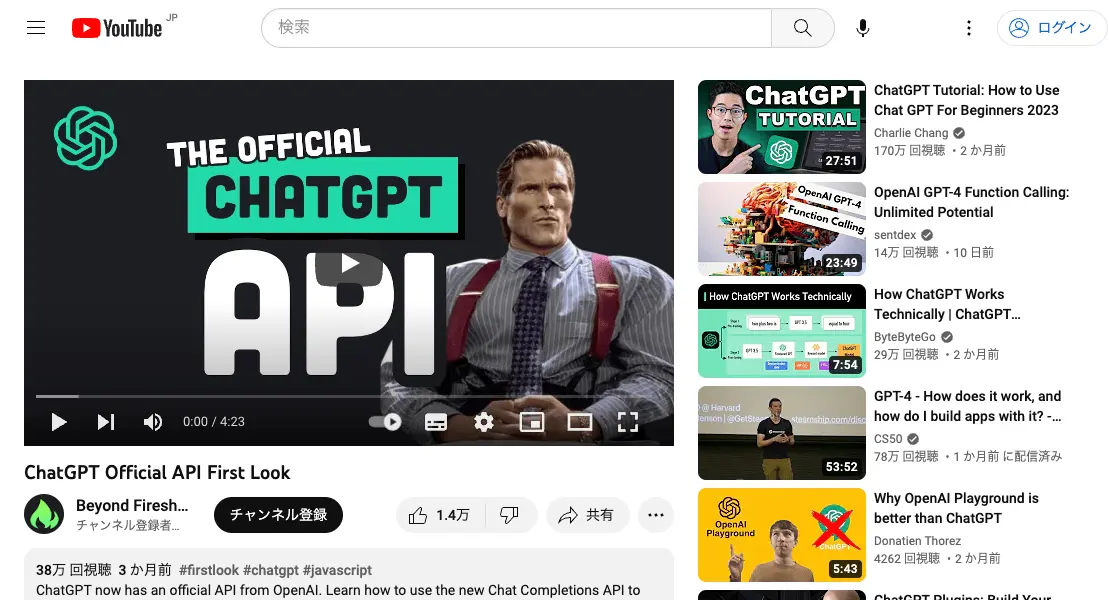 YouTube JP
検索
ログイン
THE OFFICIAL
CHATGPT
API
0:00 / 4:23
ChatGPT Official API First Look
Beyond Firesh...
チャンネル登録者...
チャンネル登録
1.4万
共有
38万 回視聴 3 か月前 #firstlook #chatgpt #javascript
ChatGPT now has an official API from OpenAI. Learn how to use the new Chat Completions API to
ChatGPT
TUTORIAL
27:51
ChatGPT Tutorial: How to Use
Chat GPT For Beginners 2023
Charlie Chang
170万 回視聴 ・2 か月前
OpenAI GPT-4
Function Calling
23:49
OpenAI GPT-4 Function Calling:
Unlimited Potential
sentdex
14万 回視聴 ・10 日前
How ChatGPT Works Technically
7:54
How ChatGPT Works
Technically | ChatGPT…
ByteByteGo
29万 回視聴 ・2 か月前
@ Harvard
53:52
GPT-4 - How does it work, and
how do I build apps with it? -…
CS50
78万 回視聴 ・1 か月前 に配信済み
OpenAI
Playground
ChatGPT
5:43
Why OpenAI Playground is
better than ChatGPT
Donatien Thorez
4262 回視聴 ・2 か月前
ChatGPT Plugins: Build Your